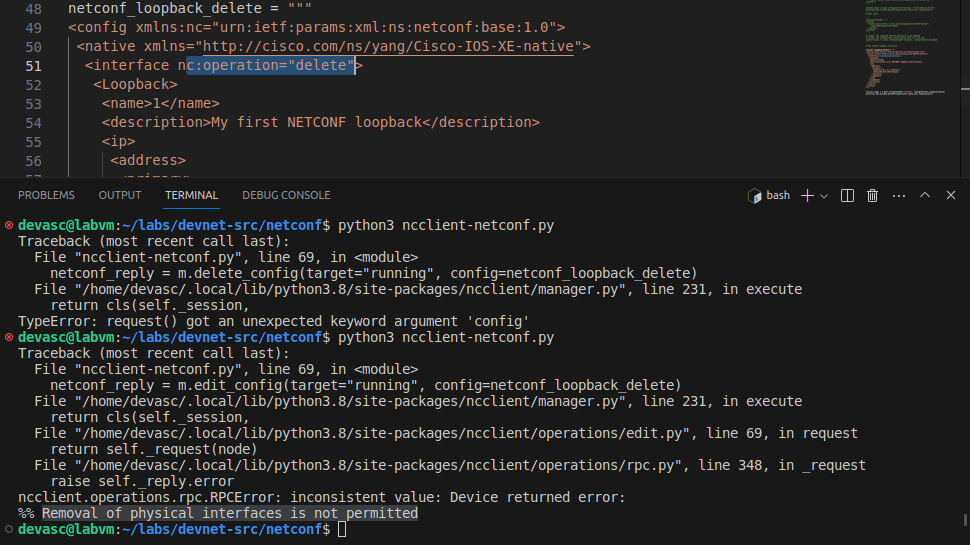 48 netconf_loopback_delete = """
49 <config xmlns:nc="urn:ietf:params:xml:ns:netconf:base:1.0">
50 <native xmlns="http://cisco.com/ns/yang/Cisco-IOS-XE-native">
51 <interface nc:operation="delete">
52 <Loopback>
53 <name>1</name>
54 <description>My first NETCONF loopback</description>
55 <ip>
56 <address>
PROBLEMS OUTPUT TERMINAL DEBUG CONSOLE bash
devasc@labvm:~/labs/devnet-src/netconf$ python3 ncclient-netconf.py
Traceback (most recent call last):
File "ncclient-netconf.py", line 69, in <module>
netconf_reply = m.delete_config(target="running", config=netconf_loopback_delete)
File "/home/devasc/.local/lib/python3.8/site-packages/ncclient/manager.py", line 231, in execute
return cls(self._session,
TypeError: request() got an unexpected keyword argument 'config'
devasc@labvm:~/labs/devnet-src/netconf$ python3 ncclient-netconf.py
Traceback (most recent call last):
File "ncclient-netconf.py", line 69, in <module>
netconf_reply = m.edit_config(target="running", config=netconf_loopback_delete)
File "/home/devasc/.local/lib/python3.8/site-packages/ncclient/manager.py", line 231, in execute
return cls(self._session,
File "/home/devasc/.local/lib/python3.8/site-packages/ncclient/operations/edit.py", line 69, in request
return self._request(node)
File "/home/devasc/.local/lib/python3.8/site-packages/ncclient/operations/rpc.py", line 348, in _request
raise self._reply.error
ncclient.operations.rpc.RPCError: inconsistent value: Device returned error:
%% Removal of physical interfaces is not permitted
devasc@labvm:~/labs/devnet-src/netconf$